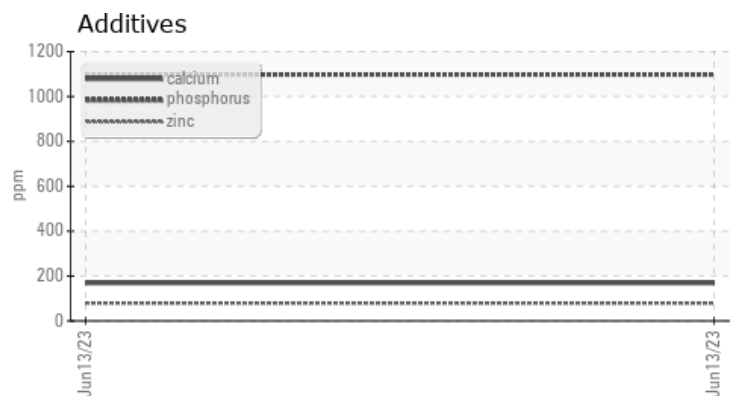 Additives
1200
1000
800
600
400
200
0
ppm
calcium
phosphorus
zinc
Jun13/23
Jun13/23